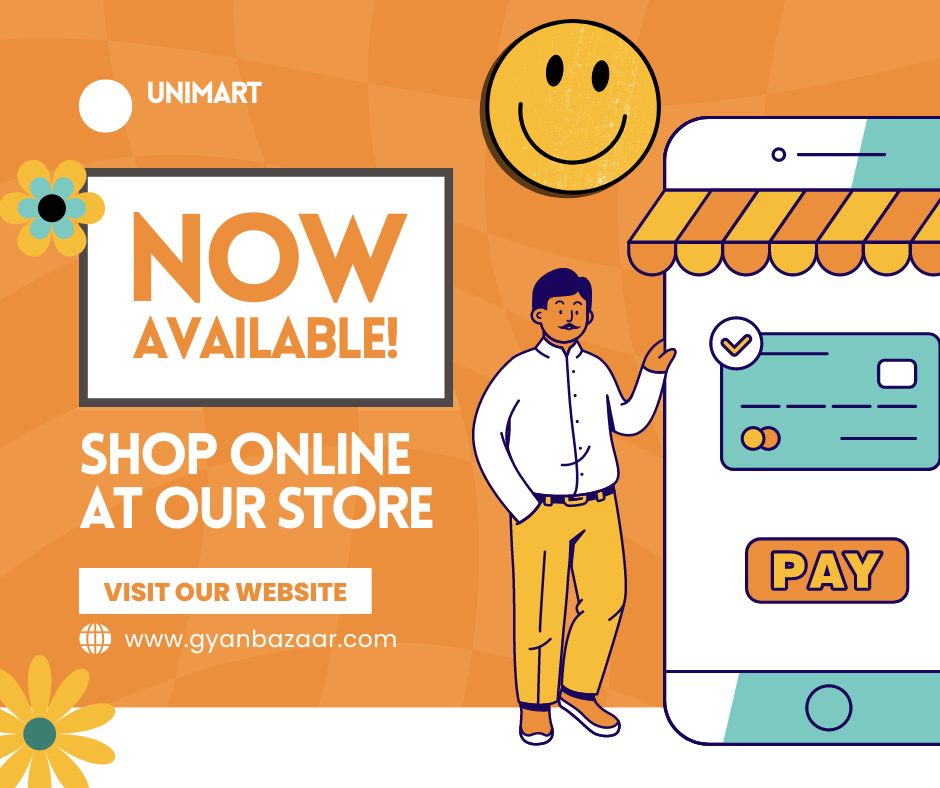 UNIMART
NOW
AVAILABLE!
SHOP ONLINE
AT OUR STORE
VISIT OUR WEBSITE
www.gyanbazaar.com
PAY